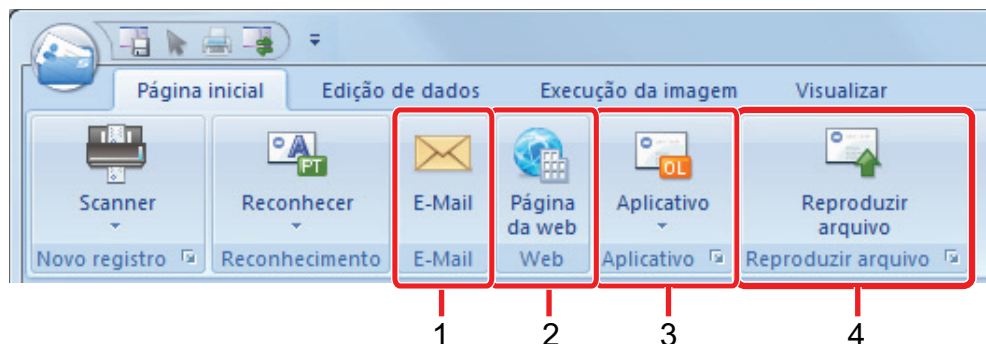 Página inicial Edição de dados Execução da imagem Visualizar
A
PT
OL
Scanner Reconhecer E-Mail Página da web Aplicativo Reproduzir arquivo
Novo registro Reconhecimento E-Mail Web Aplicativo Reproduzir arquivo
1 2 3 4